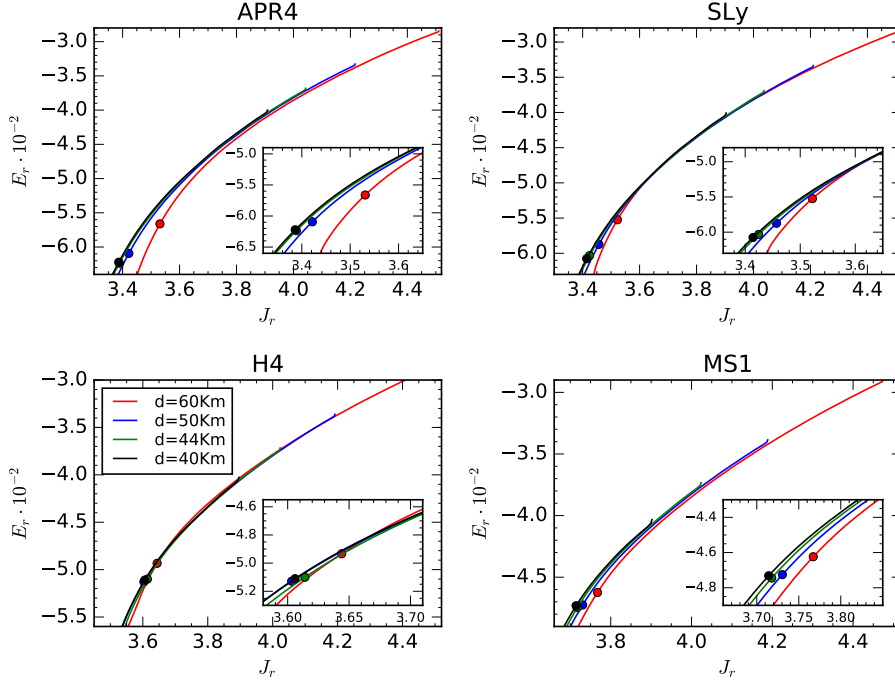 APR4
−3.0
−3.5
−4.0
−4.5
−5.0
−5.5
−6.0
E_r · 10^{−2}
−5.0
−5.5
−6.0
−6.5
3.4 3.5 3.6
3.4 3.6 3.8 4.0 4.2 4.4
J_r
SLy
−3.0
−3.5
−4.0
−4.5
−5.0
−5.5
−6.0
E_r · 10^{−2}
−5.0
−5.5
−6.0
3.4 3.5 3.6
3.4 3.6 3.8 4.0 4.2 4.4
J_r
H4
−3.0
−3.5
−4.0
−4.5
−5.0
−5.5
E_r · 10^{−2}
d=60Km
d=50Km
d=44Km
d=40Km
−4.6
−4.8
−5.0
−5.2
3.60 3.65 3.70
3.6 3.8 4.0 4.2 4.4
J_r
MS1
−3.0
−3.5
−4.0
−4.5
E_r · 10^{−2}
−4.4
−4.6
−4.8
3.70 3.75 3.80
3.8 4.0 4.2 4.4
J_r